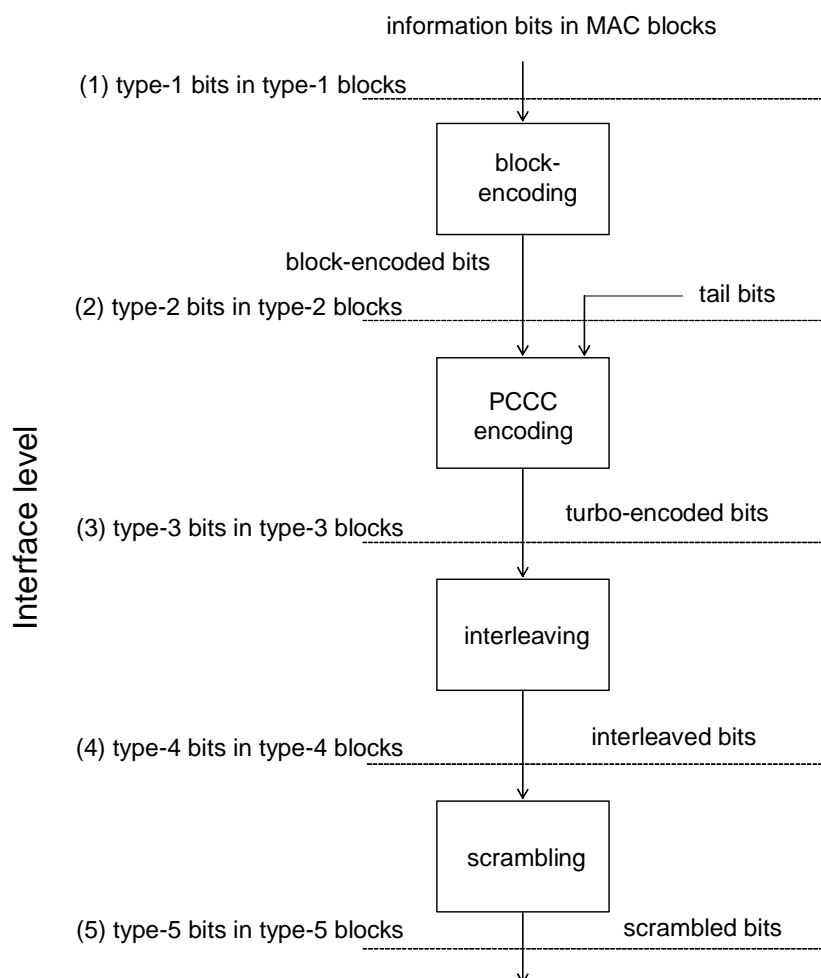 information bits in MAC blocks
(1) type-1 bits in type-1 blocks
block-
encoding
block-encoded bits
tail bits
(2) type-2 bits in type-2 blocks
PCCC
encoding
Interface level
turbo-encoded bits
(3) type-3 bits in type-3 blocks
interleaving
interleaved bits
(4) type-4 bits in type-4 blocks
scrambling
(5) type-5 bits in type-5 blocks
scrambled bits